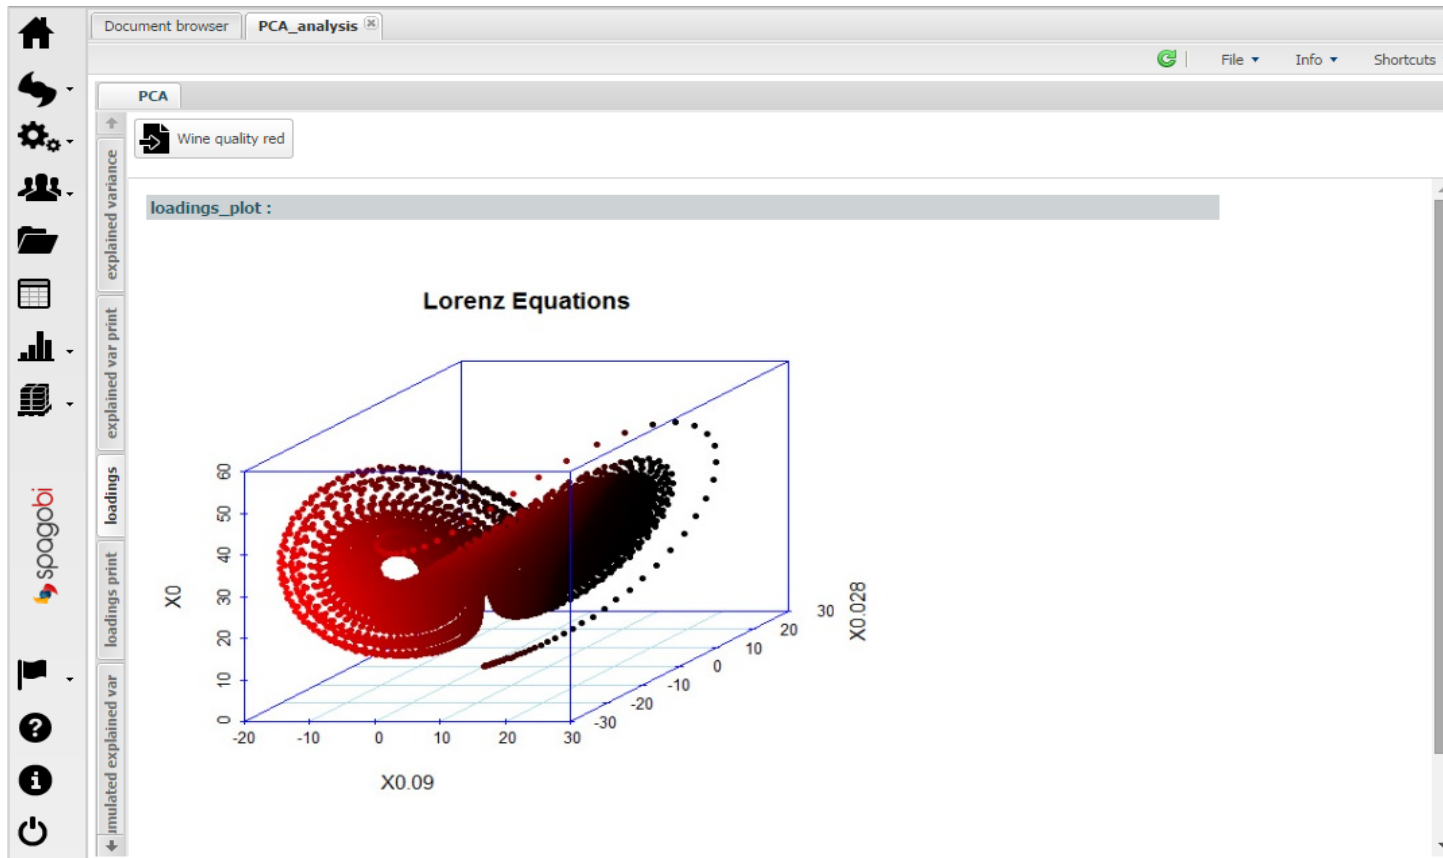 Document browser
PCA_analysis
File
Info
Shortcuts
PCA
Wine quality red
explained variance
explained var print
loadings
loadings print
umulated explained var
spagobi
loadings_plot :
Lorenz Equations
X0
60
50
40
30
20
10
0
-20
-10
0
10
20
30
X0.09
-30
-20
-10
0
10
20
30
X0.028